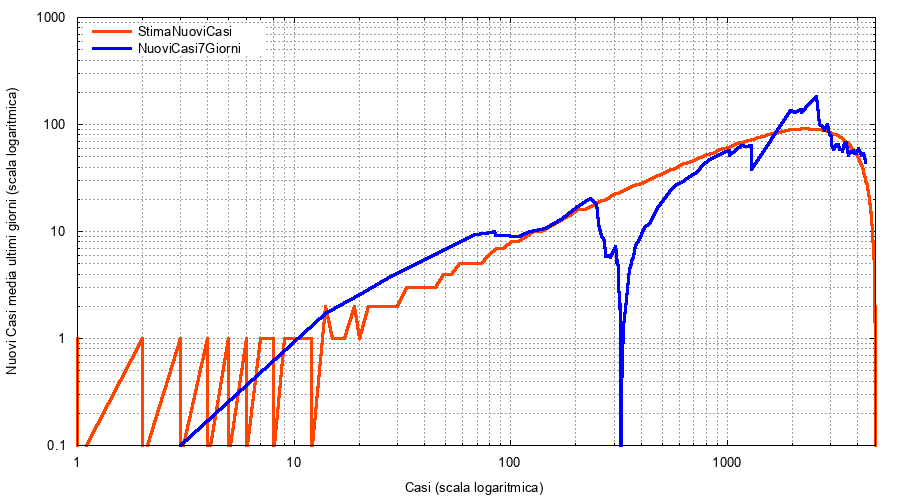 1000
100
10
1
0.1
Nuovi Casi media ultimi giorni (scala logaritmica)
StimaNuoviCasi
NuoviCasi7Giorni
1 10 100 1000
Casi (scala logaritmica)